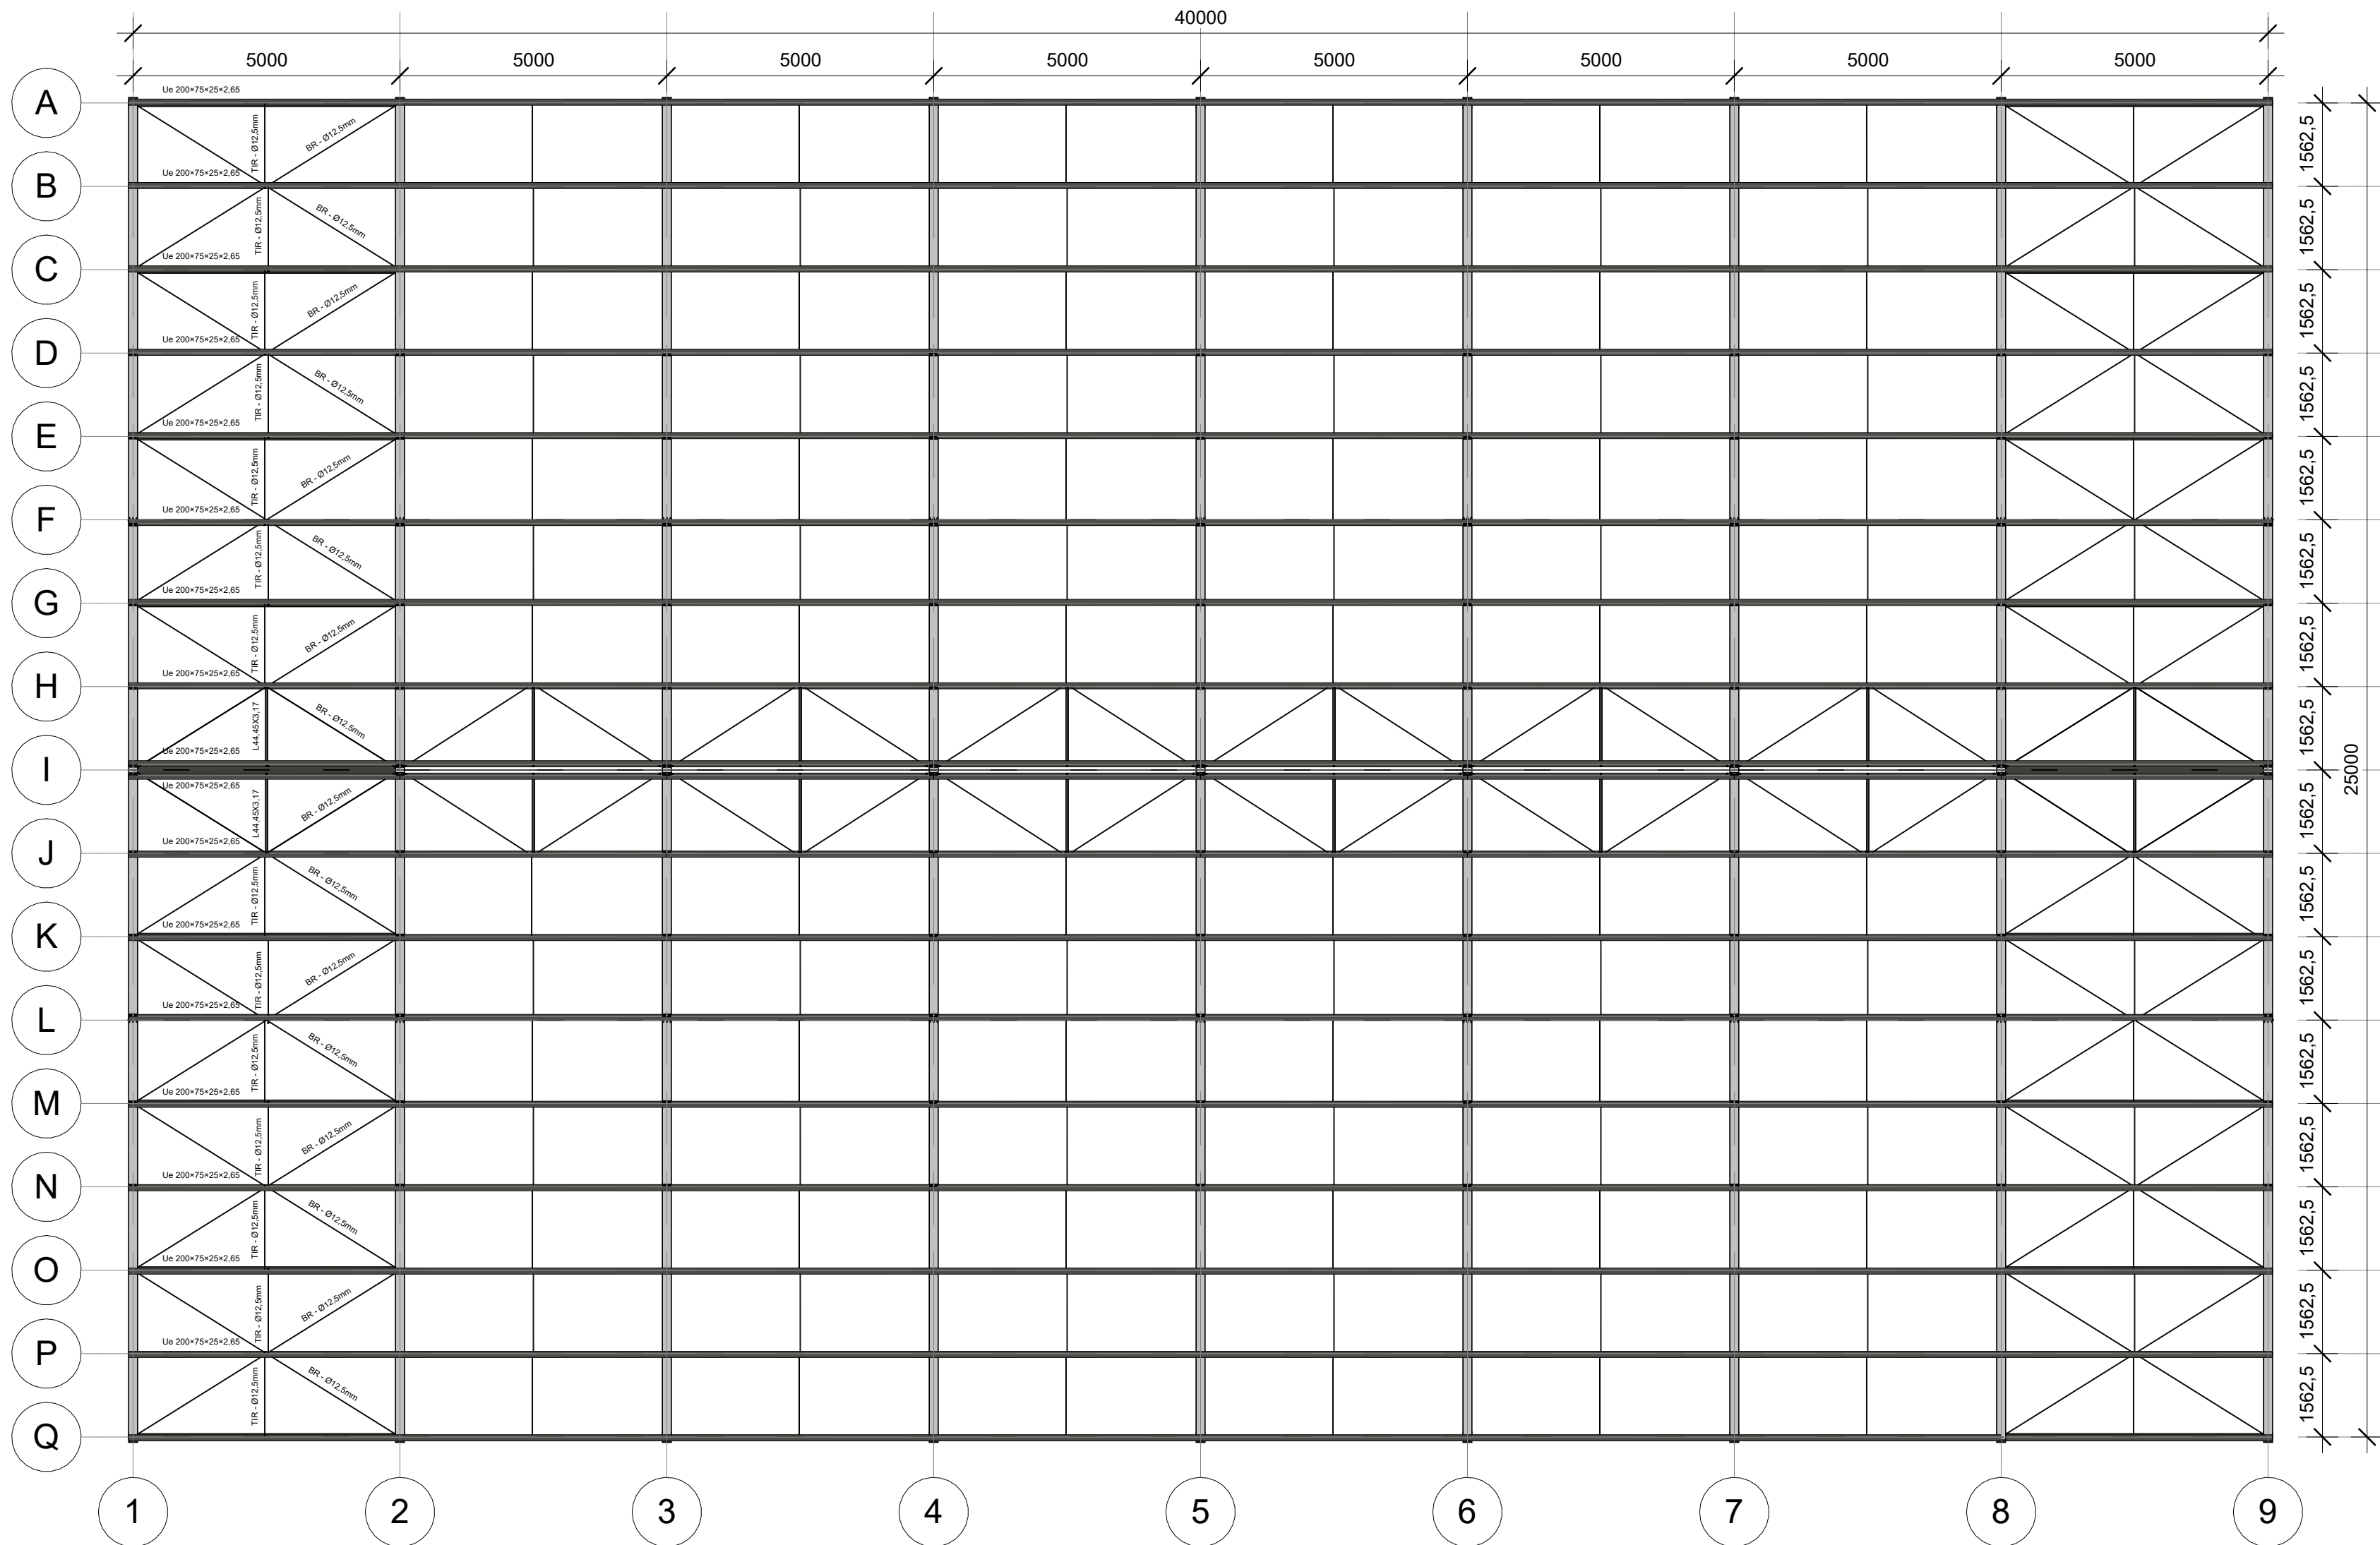 40000
5000 5000 5000 5000 5000 5000 5000 5000
A
Ue 200×75×25×2,65
TIR - Ø12,5mm
BR - Ø12,5mm
1562,5
B
Ue 200×75×25×2,65
TIR - Ø12,5mm
BR - Ø12,5mm
1562,5
C
Ue 200×75×25×2,65
TIR - Ø12,5mm
BR - Ø12,5mm
1562,5
D
Ue 200×75×25×2,65
TIR - Ø12,5mm
BR - Ø12,5mm
1562,5
E
Ue 200×75×25×2,65
TIR - Ø12,5mm
BR - Ø12,5mm
1562,5
F
Ue 200×75×25×2,65
TIR - Ø12,5mm
BR - Ø12,5mm
1562,5
G
Ue 200×75×25×2,65
TIR - Ø12,5mm
BR - Ø12,5mm
1562,5
H
Ue 200×75×25×2,65
L44,45X3,17
BR - Ø12,5mm
1562,5
I
Ue 200×75×25×2,65
25000
Ue 200×75×25×2,65
L44,45X3,17
BR - Ø12,5mm
1562,5
J
Ue 200×75×25×2,65
TIR - Ø12,5mm
BR - Ø12,5mm
1562,5
K
Ue 200×75×25×2,65
TIR - Ø12,5mm
BR - Ø12,5mm
1562,5
L
Ue 200×75×25×2,65
TIR - Ø12,5mm
BR - Ø12,5mm
1562,5
M
Ue 200×75×25×2,65
TIR - Ø12,5mm
BR - Ø12,5mm
1562,5
N
Ue 200×75×25×2,65
TIR - Ø12,5mm
BR - Ø12,5mm
1562,5
O
Ue 200×75×25×2,65
TIR - Ø12,5mm
BR - Ø12,5mm
1562,5
P
Ue 200×75×25×2,65
TIR - Ø12,5mm
BR - Ø12,5mm
1562,5
Q
1 2 3 4 5 6 7 8 9